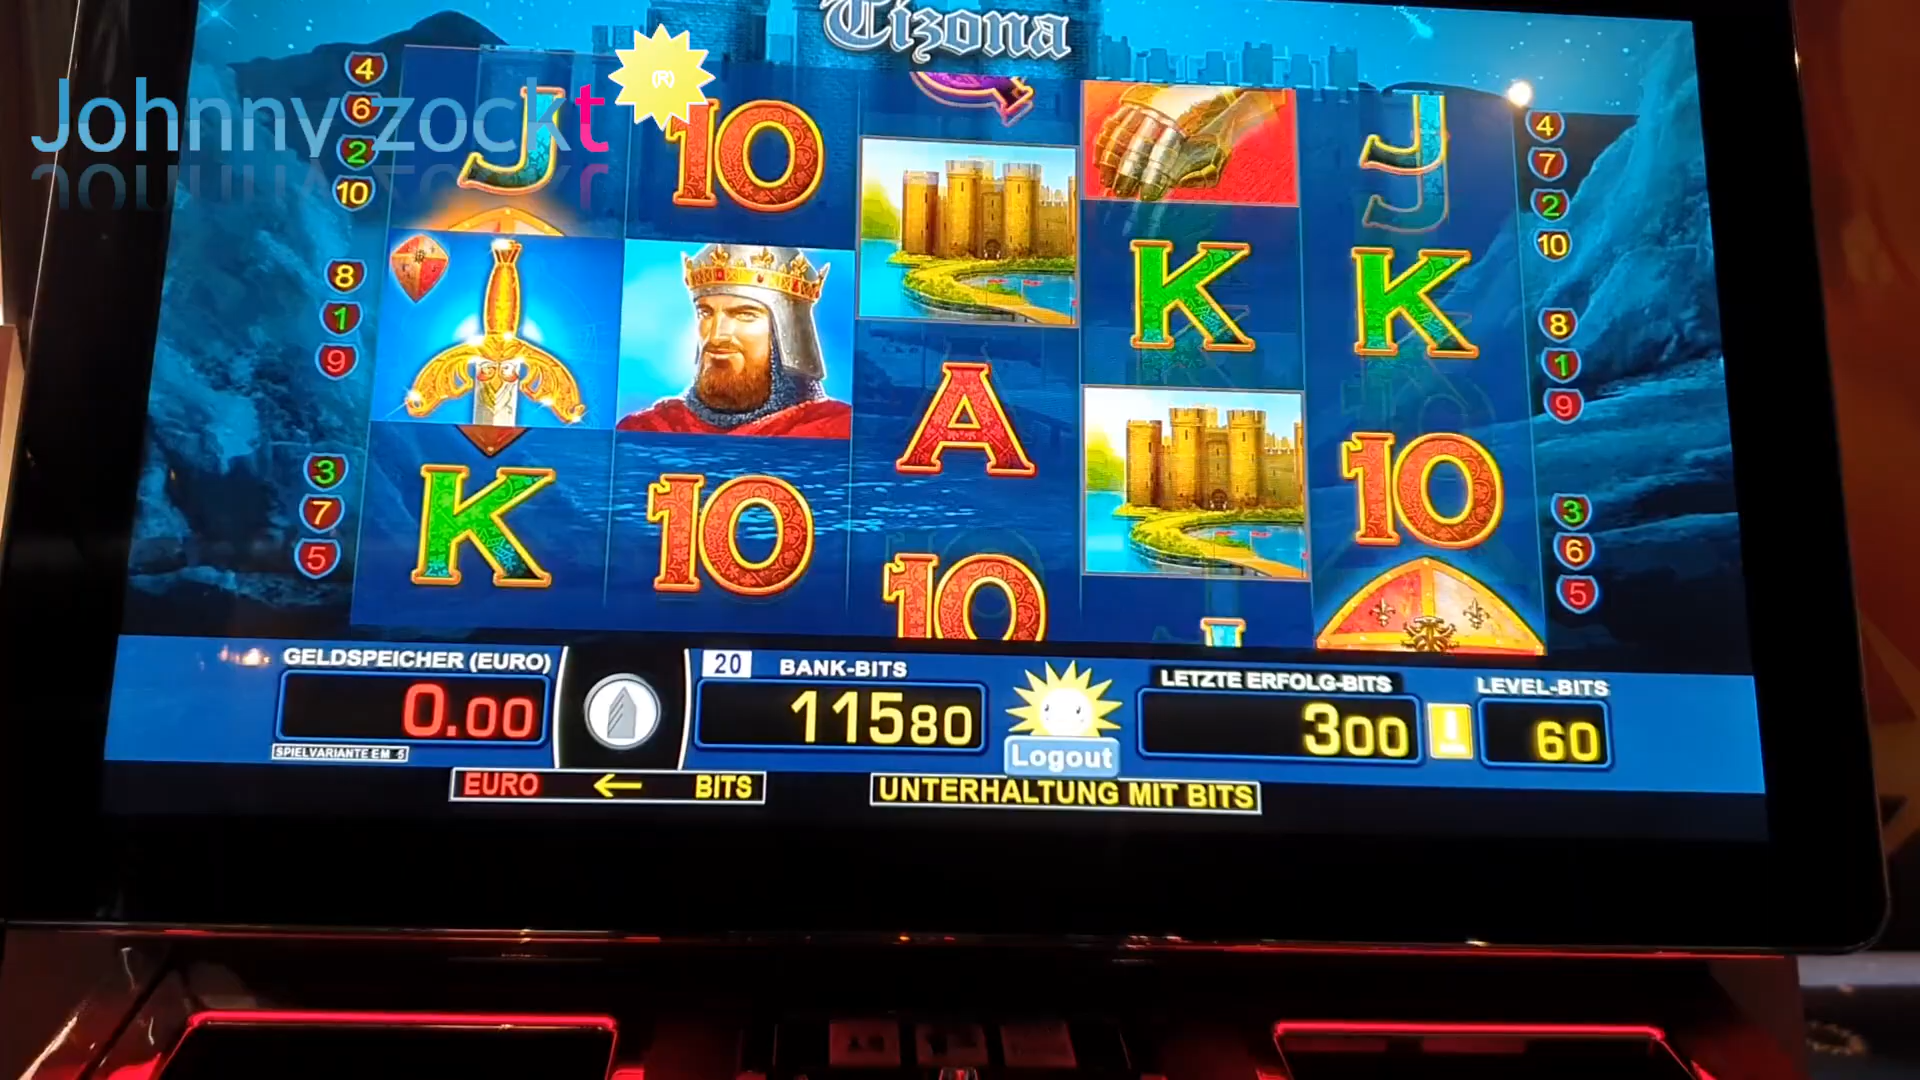 Tizona
Johnny zockt
(R)
4
6
2
10
8
1
9
3
7
5
4
7
2
10
8
1
9
3
6
5
J
10
J
K
K
A
10
K
10
10
GELDSPEICHER (EURO)
0.00
SPIELVARIANTE EM 5
20
BANK-BITS
11580
Logout
LETZTE ERFOLG-BITS
300
LEVEL-BITS
60
EURO
BITS
UNTERHALTUNG MIT BITS